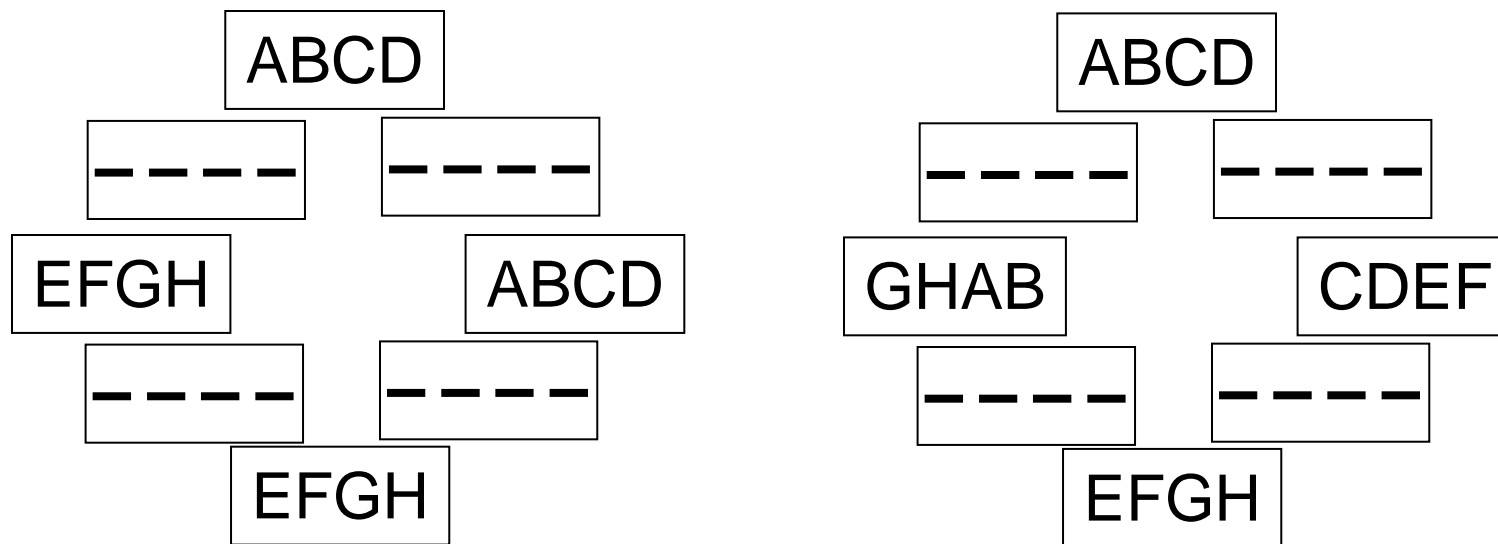 ABCD ABCD
_ _ _ _ _ _ _ _ _ _ _ _ _ _ _ _
EFGH ABCD GHAB CDEF
_ _ _ _ _ _ _ _ _ _ _ _ _ _ _ _
EFGH EFGH